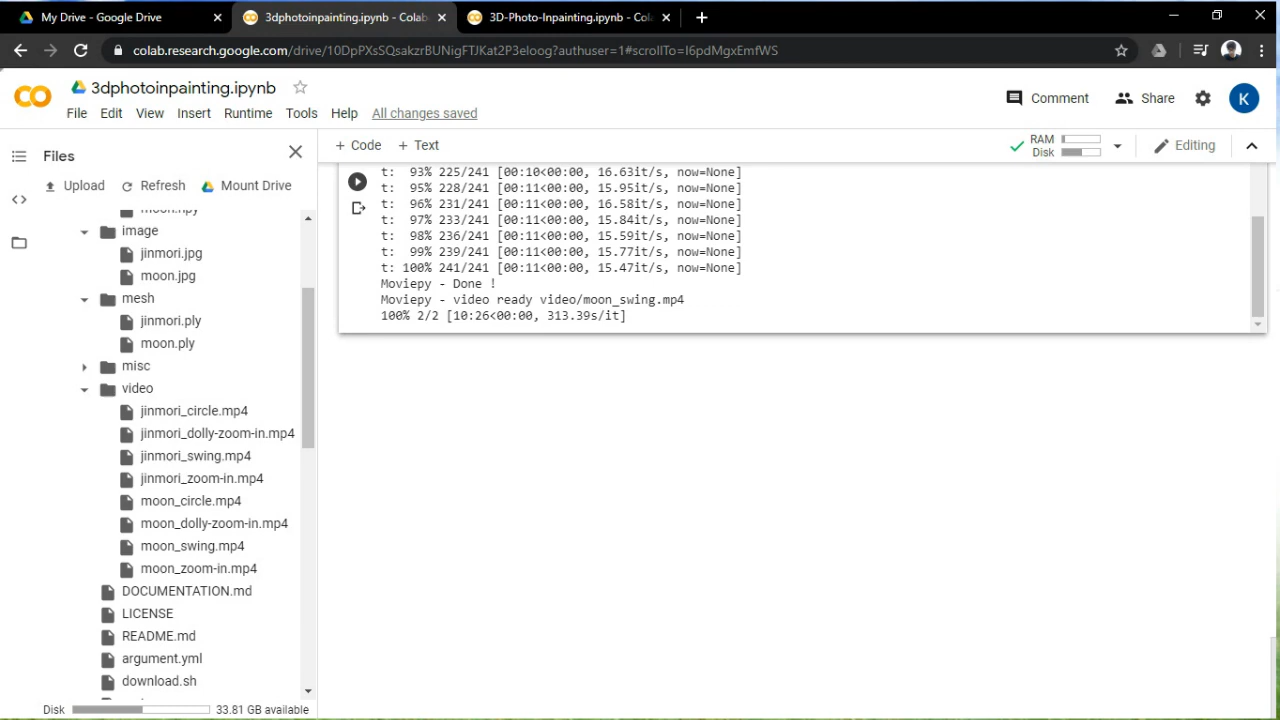 My Drive - Google Drive
3dphotoinpainting.ipynb - Colab
3D-Photo-Inpainting.ipynb - Cola
colab.research.google.com/drive/10DpPXsSQsakzrBUNigFTJKat2P3eloog?authuser=1#scrollTo=I6pdMgxEmfWS
CO 3dphotoinpainting.ipynb
Comment Share K
File Edit View Insert Runtime Tools Help All changes saved
Files
+ Code + Text
RAM
Disk
Editing
Upload Refresh Mount Drive
moon.npy
image
jinmori.jpg
moon.jpg
mesh
jinmori.ply
moon.ply
misc
video
jinmori_circle.mp4
jinmori_dolly-zoom-in.mp4
jinmori_swing.mp4
jinmori_zoom-in.mp4
moon_circle.mp4
moon_dolly-zoom-in.mp4
moon_swing.mp4
moon_zoom-in.mp4
DOCUMENTATION.md
LICENSE
README.md
argument.yml
download.sh
Disk 33.81 GB available
t: 93% 225/241 [00:10<00:00, 16.63it/s, now=None]
t: 95% 228/241 [00:11<00:00, 15.95it/s, now=None]
t: 96% 231/241 [00:11<00:00, 16.58it/s, now=None]
t: 97% 233/241 [00:11<00:00, 15.84it/s, now=None]
t: 98% 236/241 [00:11<00:00, 15.59it/s, now=None]
t: 99% 239/241 [00:11<00:00, 15.77it/s, now=None]
t: 100% 241/241 [00:11<00:00, 15.47it/s, now=None]
Moviepy - Done !
Moviepy - video ready video/moon_swing.mp4
100% 2/2 [10:26<00:00, 313.39s/it]